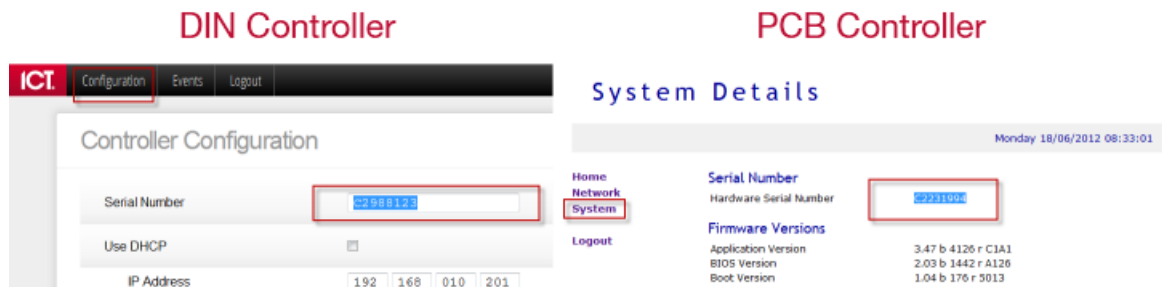 DIN Controller
ICT.
Configuration Events Logout
Controller Configuration
Serial Number C2988123
Use DHCP
IP Address 192 168 010 201
PCB Controller
System Details
Monday 18/06/2012 08:33:01
Home
Network
System
Logout
Serial Number
Hardware Serial Number C2231994
Firmware Versions
Application Version 3.47 b 4126 r C1A1
BIOS Version 2.03 b 1442 r A126
Boot Version 1.04 b 176 r 5013